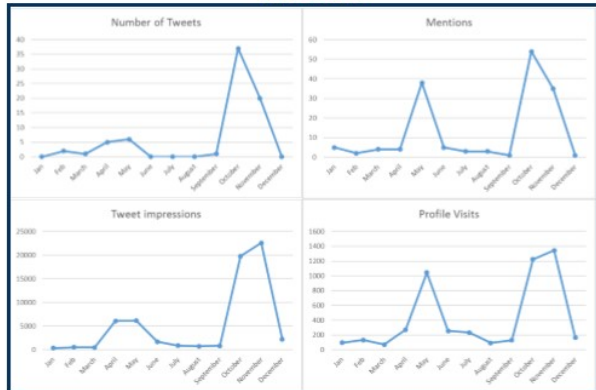 Number of Tweets
40
35
30
25
20
15
10
5
0
Jan
Feb
March
April
May
June
July
August
September
October
November
December
Mentions
60
50
40
30
20
10
0
Jan
Feb
March
April
May
June
July
August
September
October
November
December
Tweet impressions
25000
20000
15000
10000
5000
0
Jan
Feb
March
April
May
June
July
August
September
October
November
December
Profile Visits
1600
1400
1200
1000
800
600
400
200
0
Jan
Feb
March
April
May
June
July
August
September
October
November
December